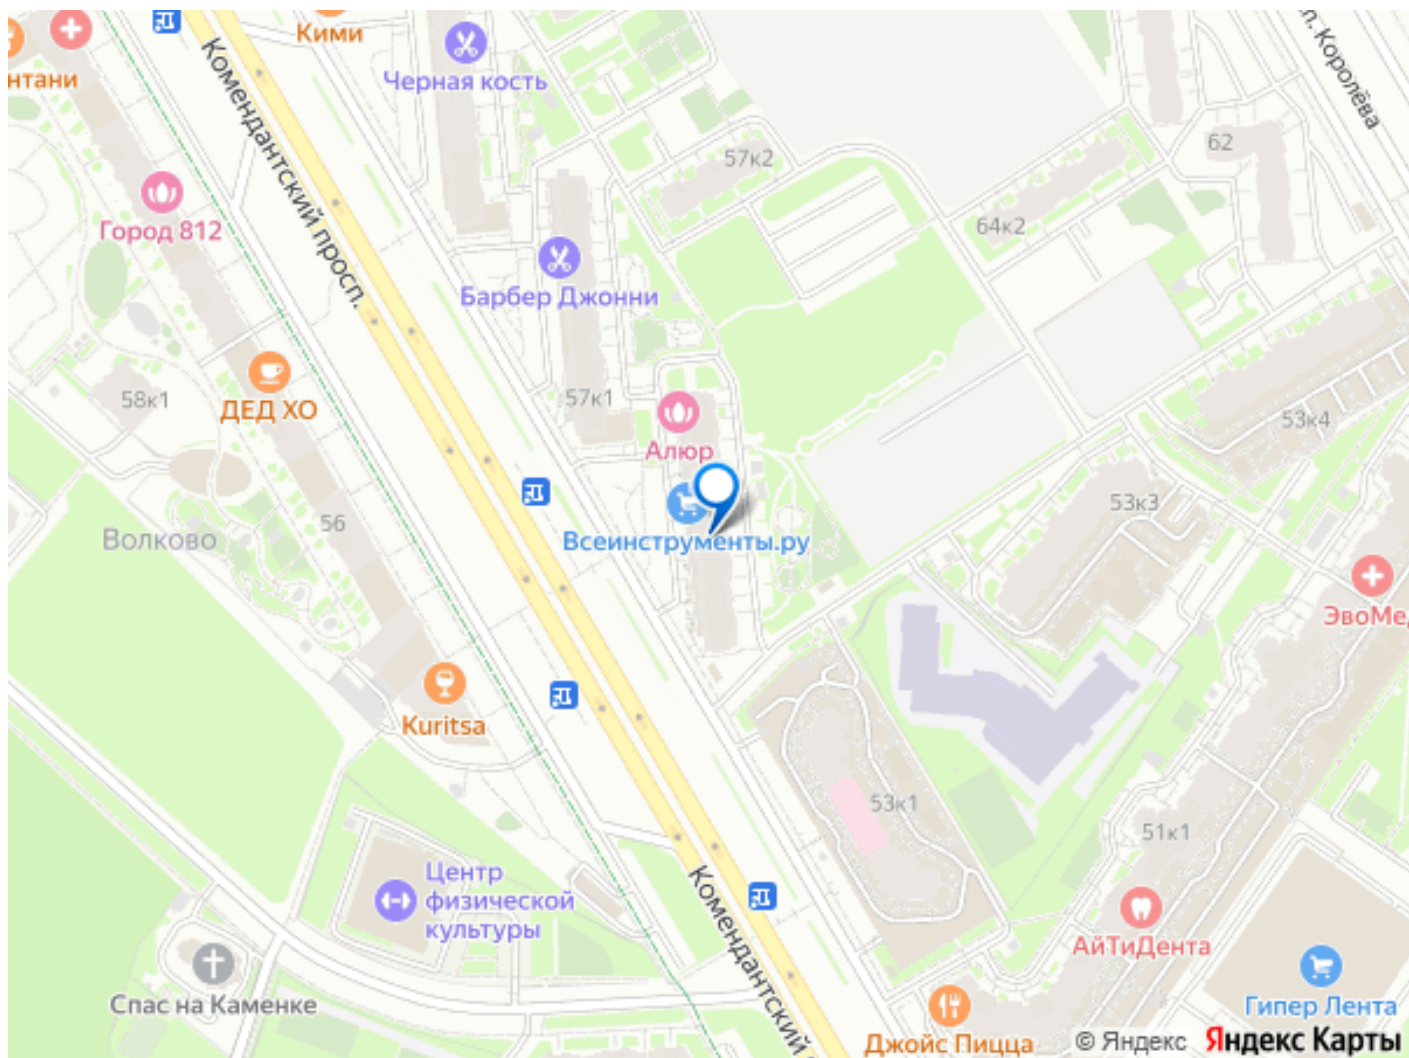 Кими
нтани
Черная кость
Комендантский просп.
Королёва
57к2
62
64к2
Город 812
Барбер Джонни
58к1
ДЕД ХО
57к1
Алюр
53к4
53к3
56
Волково
Всеинструменты.ру
ЭвоМед
Kuritsa
53к1
51к1
Центр
физической
культуры
Комендантский
АйТиДента
Спас на Каменке
Гипер Лента
Джойс Пицца
© Яндекс Яндекс Карты